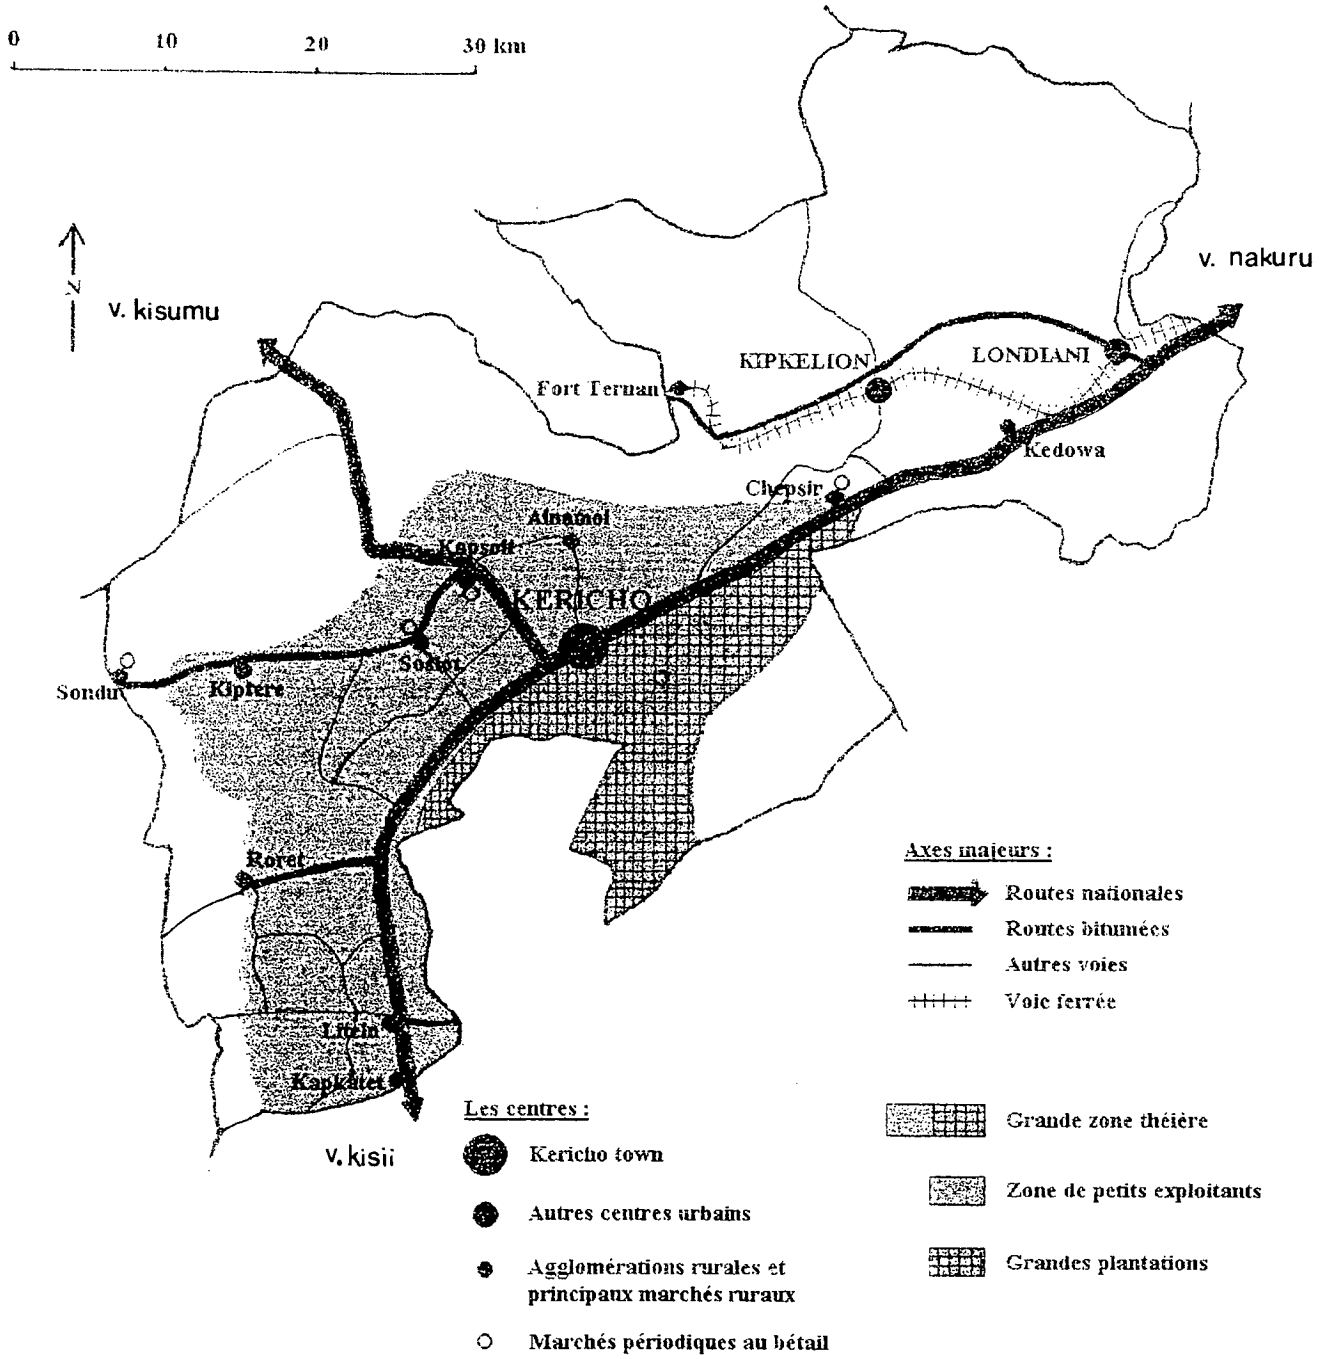 0 10 20 30 km
v. nakuru
N
v. kisumu
KIPKELION
LONDIANI
Fort Ternan
Kedowa
Chepsir
Ainamoi
Kapsoit
KERICHO
Sosiot
Sondu
Kiptere
Roret
Litein
Kapkatet
v. kisii
Axes majeurs :
Routes nationales
Routes bitumées
Autres voies
Voie ferrée
Les centres :
Kericho town
Autres centres urbains
Agglomérations rurales et
principaux marchés ruraux
Marchés périodiques au bétail
Grande zone théière
Zone de petits exploitants
Grandes plantations